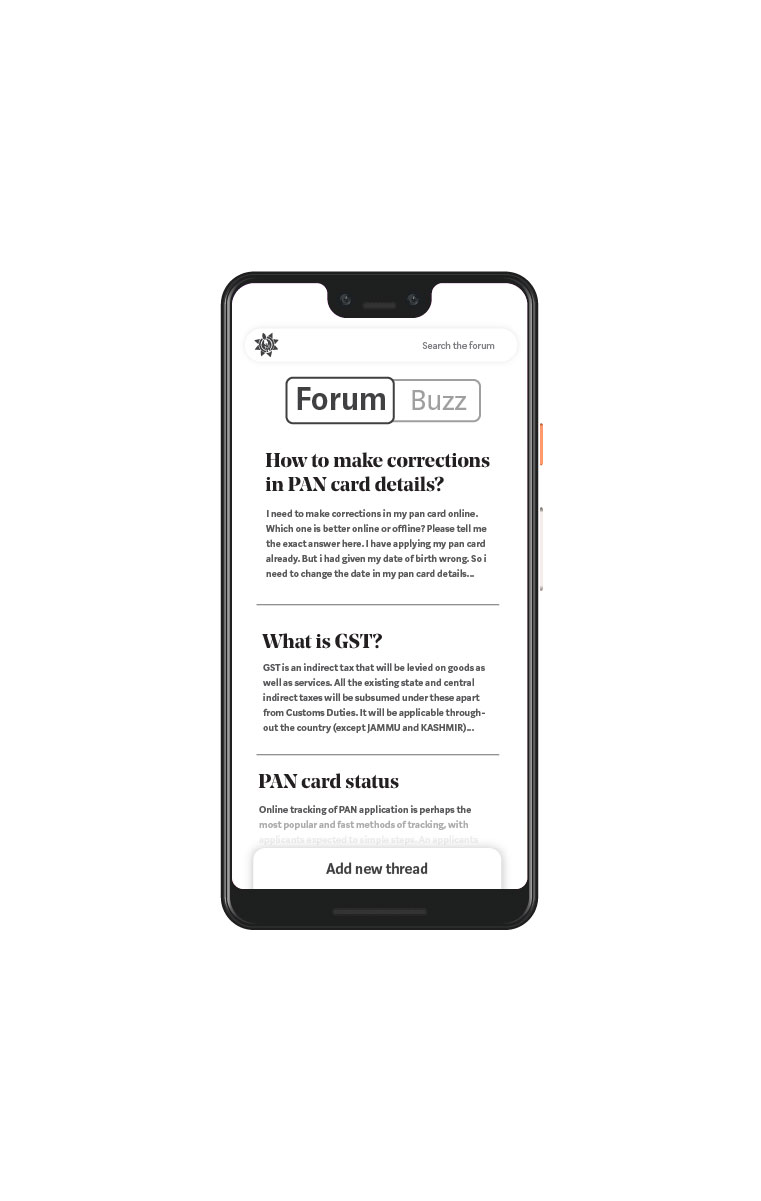 Search the forum
Forum Buzz
How to make corrections
in PAN card details?
I need to make corrections in my pan card online.
Which one is better online or offline? Please tell me
the exact answer here. I have applying my pan card
already. But i had given my date of birth wrong. So i
need to change the date in my pan card details...
What is GST?
GST is an indirect tax that will be levied on goods as
well as services. All the existing state and central
indirect taxes will be subsumed under these apart
from Customs Duties. It will be applicable through-
out the country (except JAMMU and KASHMIR)...
PAN card status
Online tracking of PAN application is perhaps the
most popular and fast methods of tracking, with
applicants expected to simple steps. An applicants
Add new thread